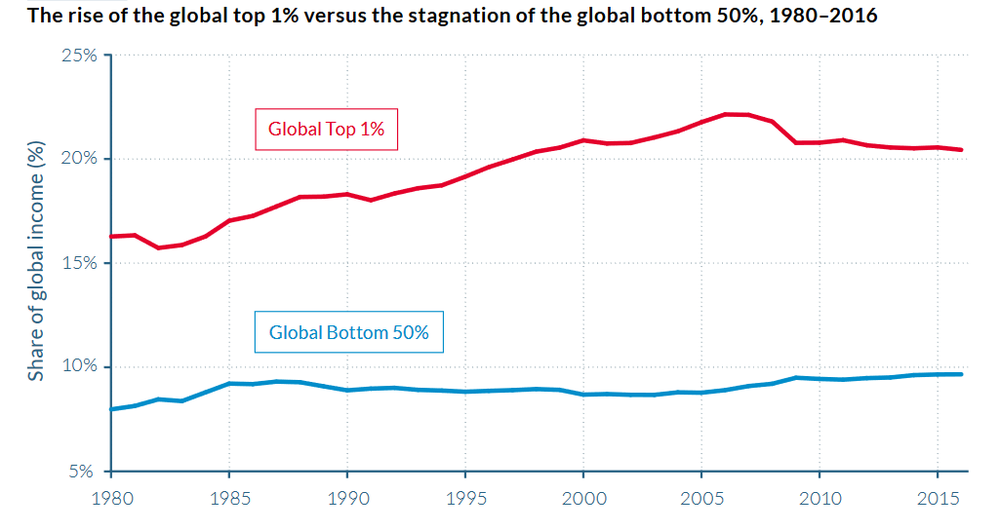 The rise of the global top 1% versus the stagnation of the global bottom 50%, 1980–2016
25%
Global Top 1%
20%
Share of global income (%)
15%
Global Bottom 50%
10%
5%
1980 1985 1990 1995 2000 2005 2010 2015